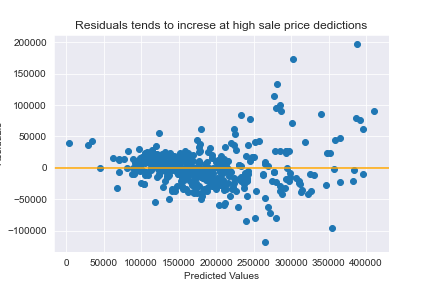 Residuals tends to increse at high sale price dedictions
200000
150000
100000
50000
0
−50000
−100000
0 50000 100000 150000 200000 250000 300000 350000 400000
Predicted Values